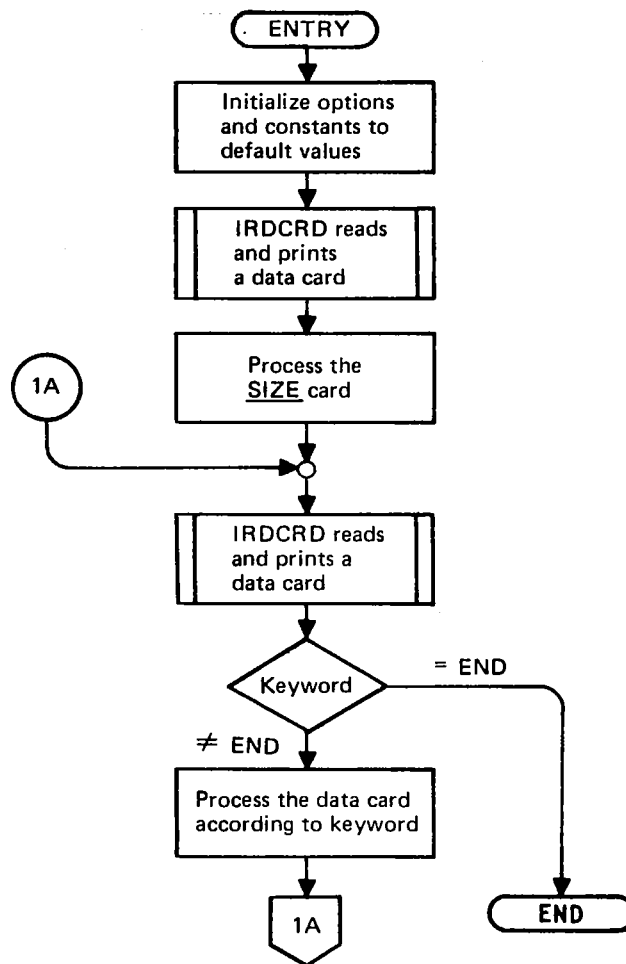 ENTRY
Initialize options
and constants to
default values
IRDCRD reads
and prints
a data card
Process the
SIZE card
1A
IRDCRD reads
and prints a
data card
Keyword
= END
≠ END
Process the data card
according to keyword
1A
END